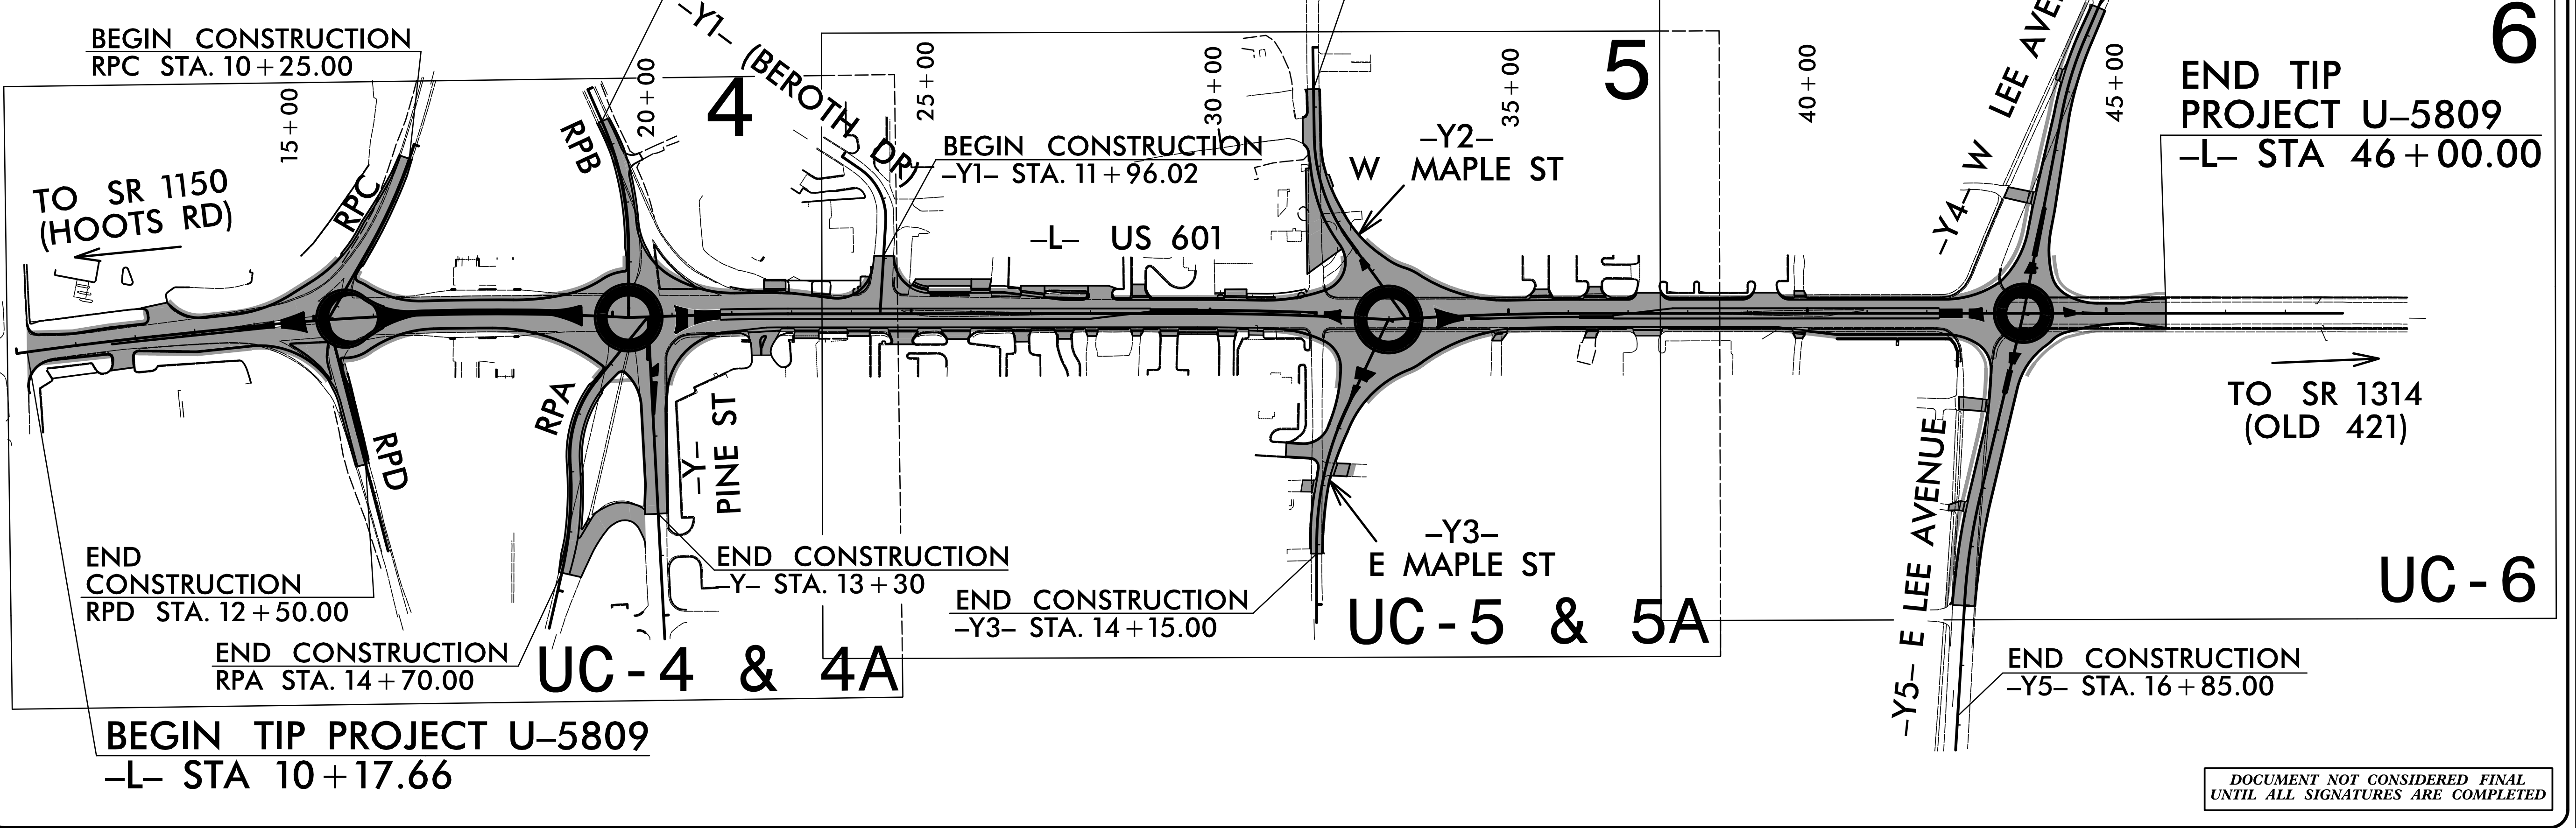 BEGIN CONSTRUCTION
RPC STA. 10+25.00
15+00
20+00
4
–Y1– (BEROTH DR)
25+00
30+00
35+00
5
40+00
45+00
6
TO SR 1150
(HOOTS RD)
RPC
RPB
BEGIN CONSTRUCTION
–Y1– STA. 11+96.02
–L– US 601
–Y2–
W MAPLE ST
–Y4– W LEE AVE
END TIP
PROJECT U–5809
–L– STA 46+00.00
TO SR 1314
(OLD 421)
RPD
RPA
–Y–
PINE ST
END
CONSTRUCTION
RPD STA. 12+50.00
END CONSTRUCTION
RPA STA. 14+70.00
END CONSTRUCTION
–Y– STA. 13+30
END CONSTRUCTION
–Y3– STA. 14+15.00
–Y3–
E MAPLE ST
–Y5– E LEE AVENUE
END CONSTRUCTION
–Y5– STA. 16+85.00
UC-4 & 4A
UC-5 & 5A
UC-6
BEGIN TIP PROJECT U–5809
–L– STA 10+17.66
DOCUMENT NOT CONSIDERED FINAL
UNTIL ALL SIGNATURES ARE COMPLETED